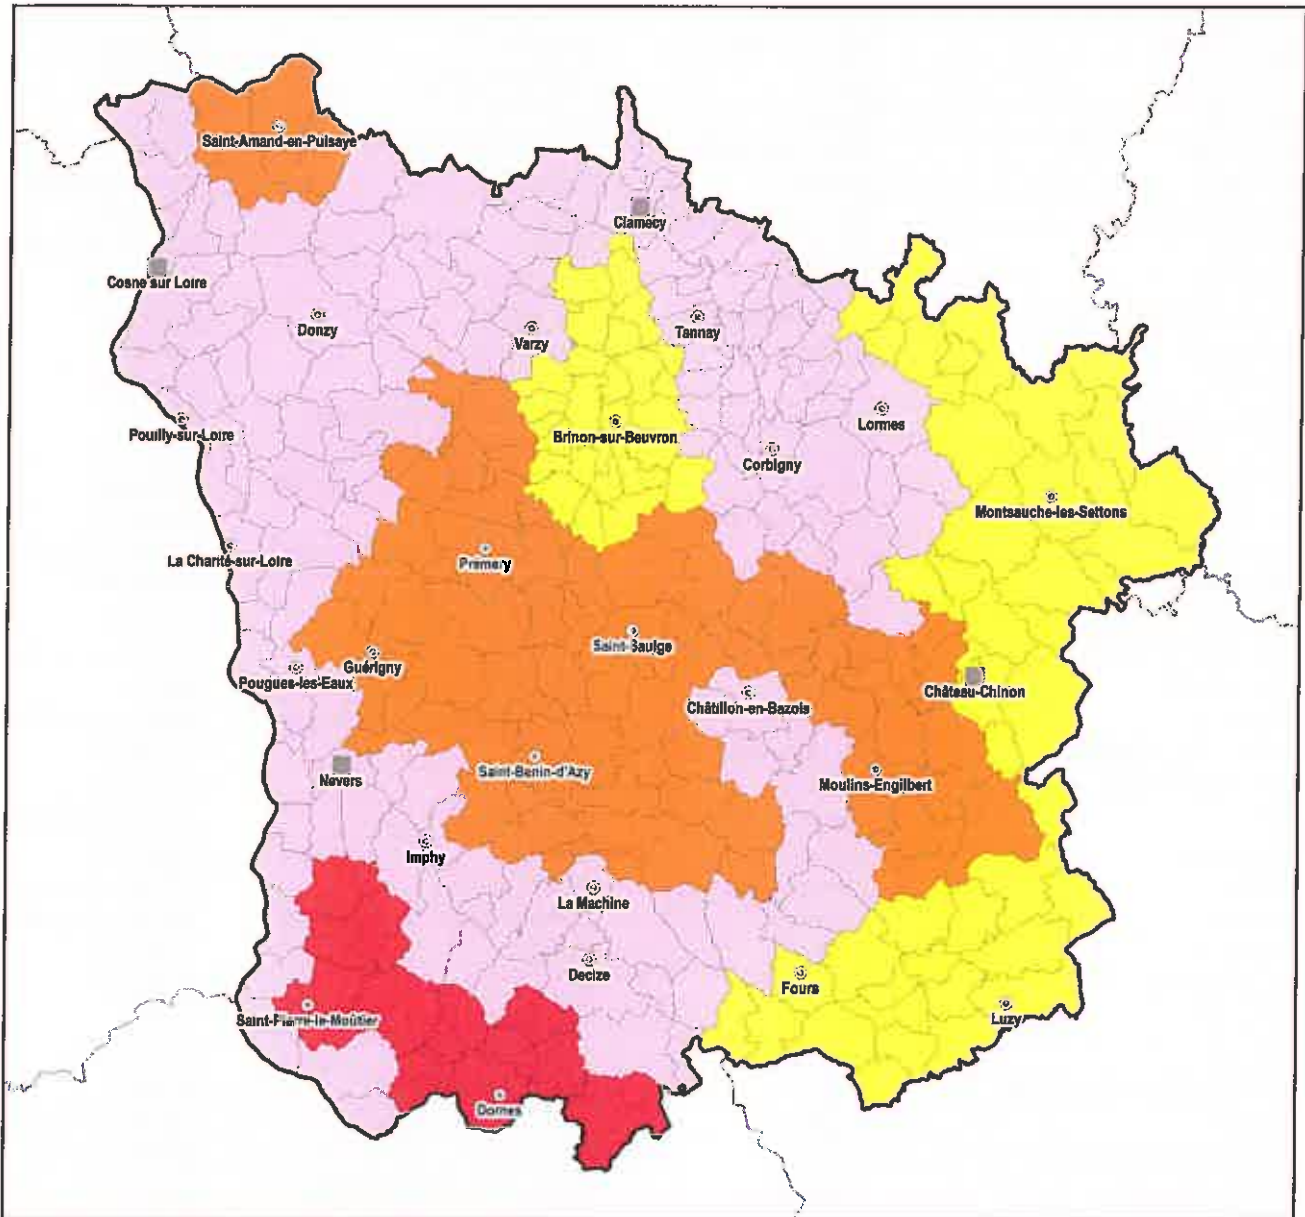 Saint-Amand-en-Puisaye
Clamecy
Cosne sur Loire
Donzy
Varzy
Tannay
Lormes
Pouilly-sur-Loire
Brinon-sur-Beuvron
Corbigny
Montsauche-les-Settons
La Charité-sur-Loire
Premery
Saint-Saulge
Guérigny
Pougues-les-Eaux
Château-Chinon
Châtillon-en-Bazois
Nevers
Saint-Benin-d'Azy
Moulins-Engilbert
Imphy
La Machine
Decize
Fours
Saint-Pierre-le-Moûtier
Luzy
Dornes